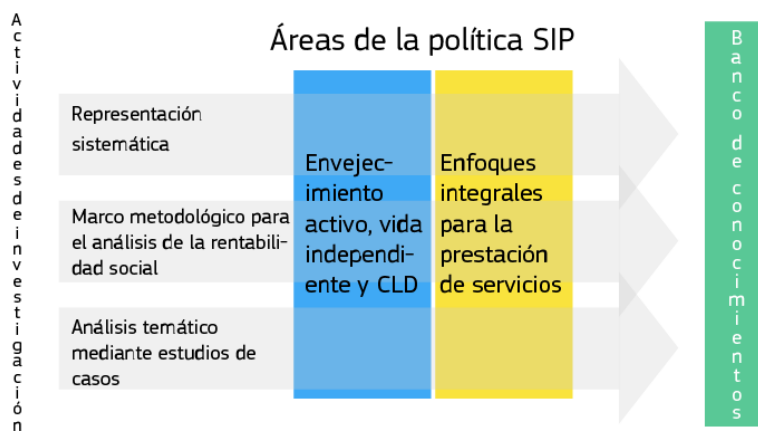 Actividades de investigación
Áreas de la política SIP
Representación
sistemática
Marco metodológico para
el análisis de la rentabili-
dad social
Análisis temático
mediante estudios de
casos
Envejec-
imiento
activo, vida
independi-
ente y CLD
Enfoques
integrales
para la
prestación
de servicios
Banco de conocimientos